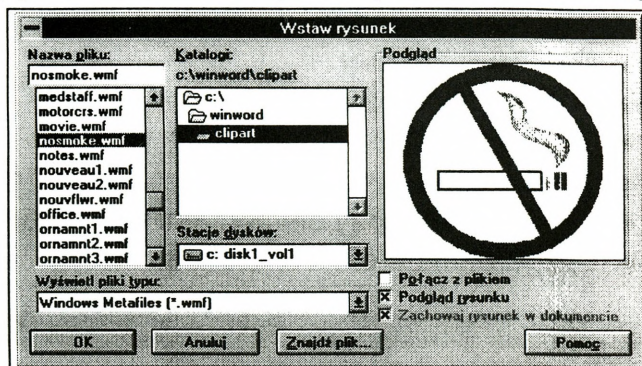 Wstaw rysunek
Nazwa pliku:
nosmoke.wmf
medstaff.wmf
motorcrs.wmf
movie.wmf
nosmoke.wmf
notes.wmf
nouveau1.wmf
nouveau2.wmf
nouvflwr.wmf
office.wmf
ornamnt1.wmf
ornamnt2.wmf
ornamnt3.wmf
Katalogi:
c:\winword\clipart
c:\
winword
clipart
Stacje dysków:
c: disk1_vol1
Wyświetl pliki typu:
Windows Metafiles (*.wmf)
Podgląd
Połącz z plikiem
Podgląd rysunku
Zachowaj rysunek w dokumencie
OK
Anuluj
Znajdź plik...
Pomoc